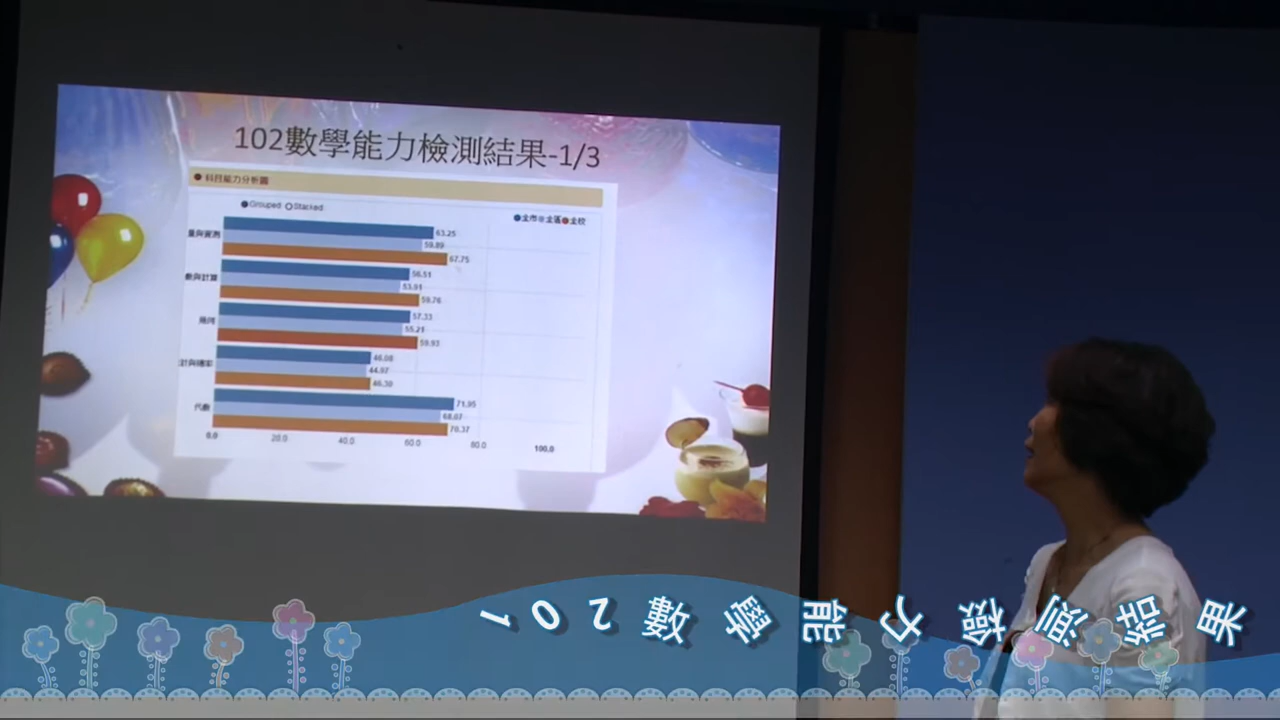 102數學能力檢測結果-1/3
科目能力分析圖
Grouped Stacked
全市 全區 全校
量與實測
63.25
59.89
67.75
數與計算
56.51
53.91
59.76
幾何
57.33
55.21
59.93
計與機率
46.08
44.97
46.30
代數
71.95
68.07
70.37
0.0 20.0 40.0 60.0 80.0 100.0
102數學能力檢測結果